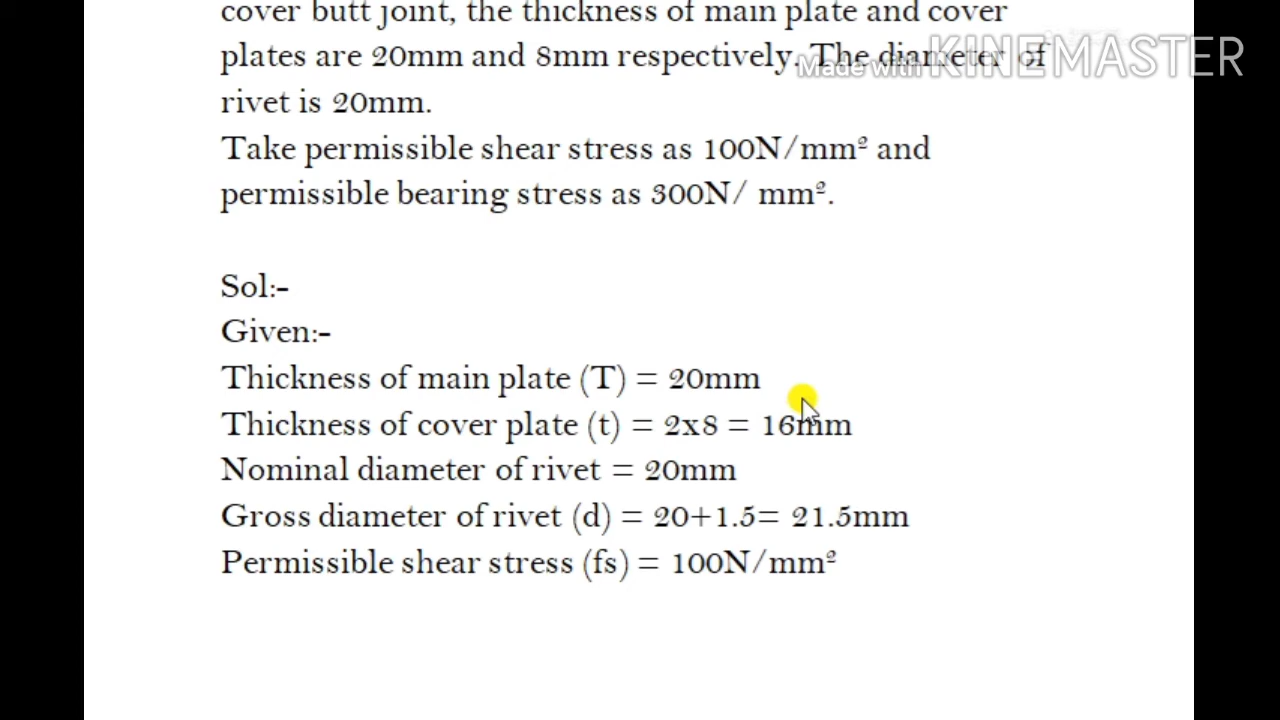 cover butt joint, the thickness of main plate and cover
plates are 20mm and 8mm respectively. The diameter of
Made with KINEMASTER
rivet is 20mm.
Take permissible shear stress as 100N/mm² and
permissible bearing stress as 300N/ mm².
Sol:-
Given:-
Thickness of main plate (T) = 20mm
Thickness of cover plate (t) = 2x8 = 16mm
Nominal diameter of rivet = 20mm
Gross diameter of rivet (d) = 20+1.5= 21.5mm
Permissible shear stress (fs) = 100N/mm²